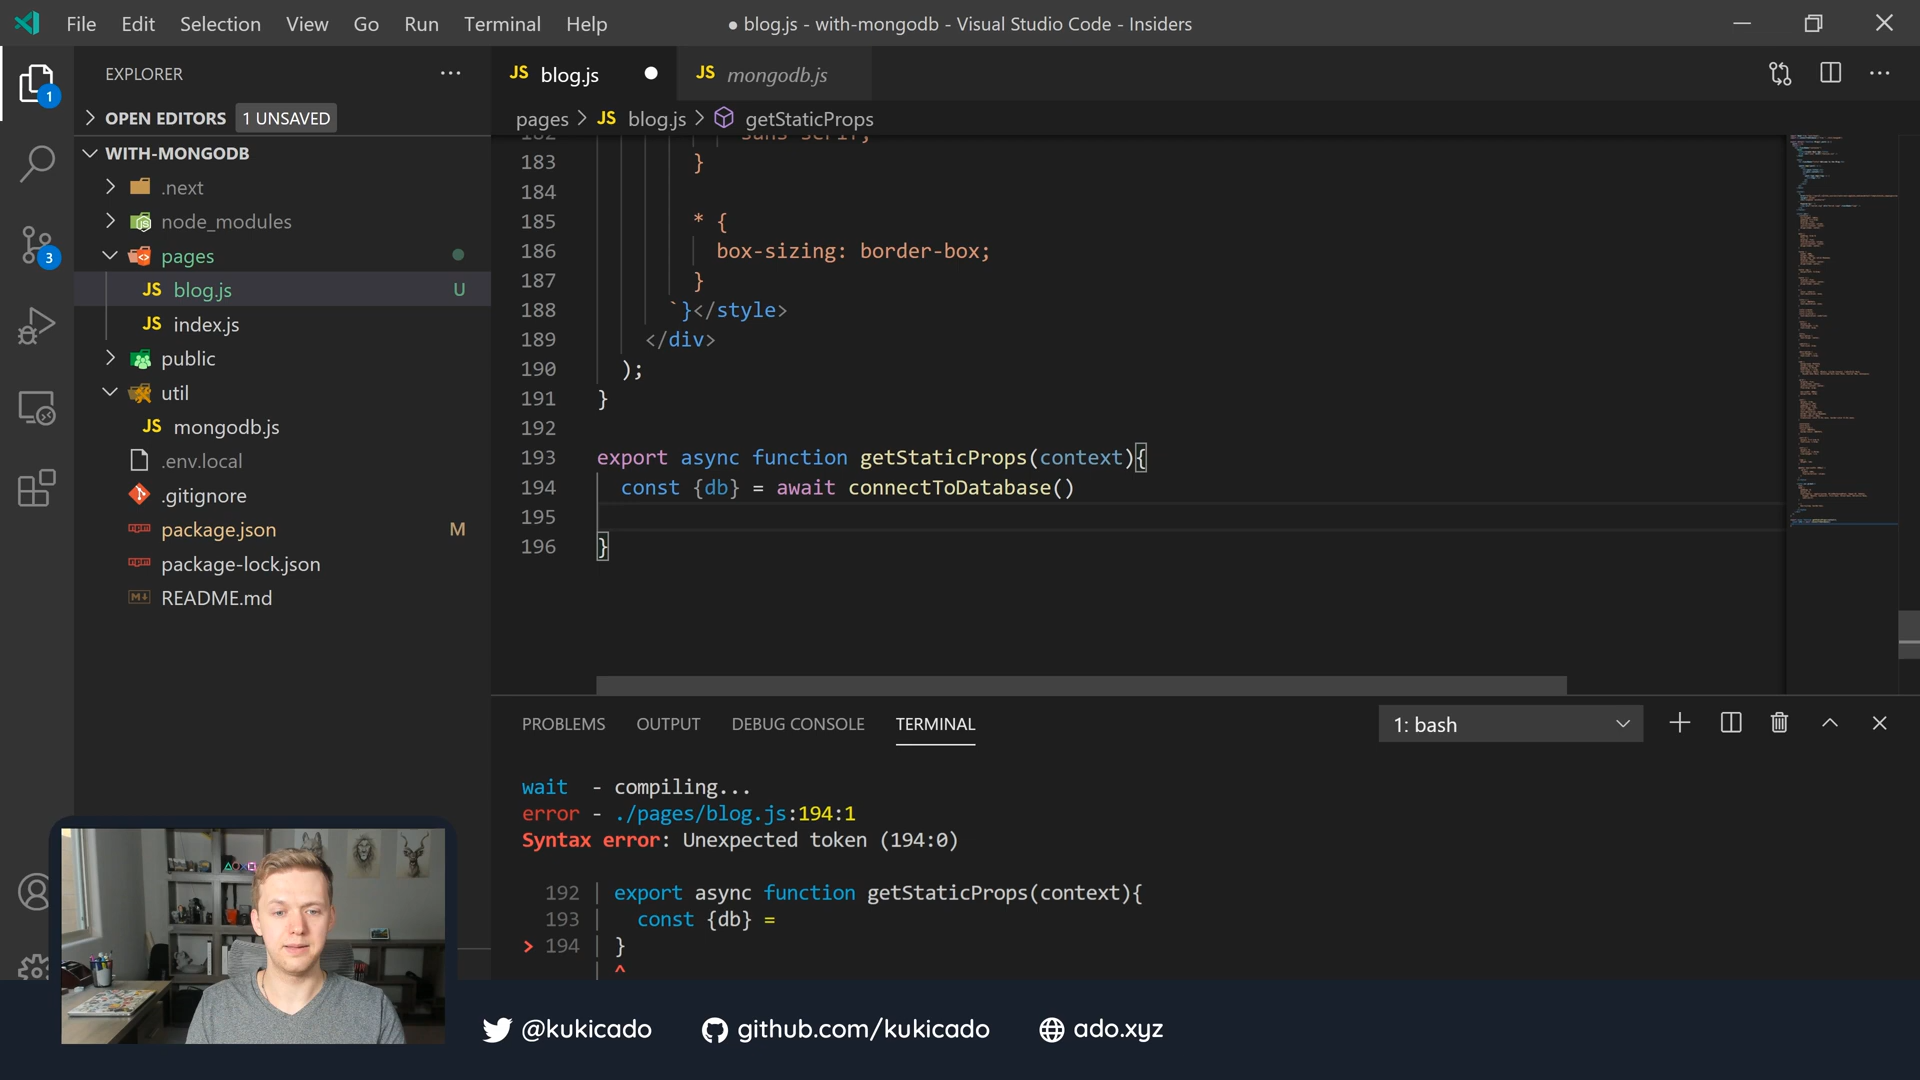 File Edit Selection View Go Run Terminal Help
● blog.js - with-mongodb - Visual Studio Code - Insiders
EXPLORER
JS blog.js
JS mongodb.js
OPEN EDITORS 1 UNSAVED
pages > JS blog.js > getStaticProps
WITH-MONGODB
.next
node_modules
pages
JS blog.js U
JS index.js
public
util
JS mongodb.js
.env.local
.gitignore
package.json M
package-lock.json
README.md
1
3
182 sans-serif;
183 }
184
185 * {
186 box-sizing: border-box;
187 }
188 `}</style>
189 </div>
190 );
191 }
192
193 export async function getStaticProps(context){
194 const {db} = await connectToDatabase()
195
196 }
PROBLEMS OUTPUT DEBUG CONSOLE TERMINAL
1: bash
wait - compiling...
error - ./pages/blog.js:194:1
Syntax error: Unexpected token (194:0)
192 | export async function getStaticProps(context){
193 | const {db} =
> 194 | }
| ^
@kukicado
github.com/kukicado
ado.xyz